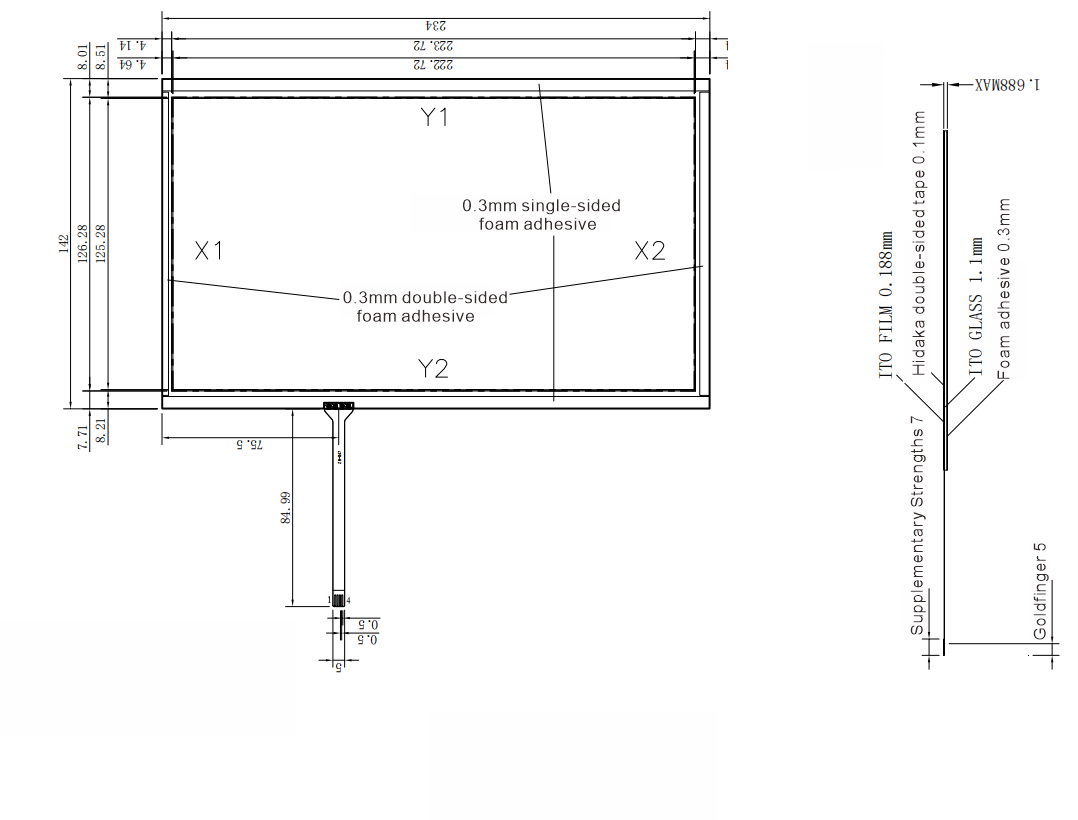 234
4.14
223.72
4.64
222.72
8.01
8.51
142
126.28
125.28
7.71
8.21
Y1
X1
X2
Y2
0.3mm single-sided
foam adhesive
0.3mm double-sided
foam adhesive
75.5
84.99
1
4
0.5
0.5
5
1.688MAX
ITO FILM 0.188mm
Hidaka double-sided tape 0.1mm
ITO GLASS 1.1mm
Foam adhesive 0.3mm
Supplementary Strengths 7
Goldfinger 5